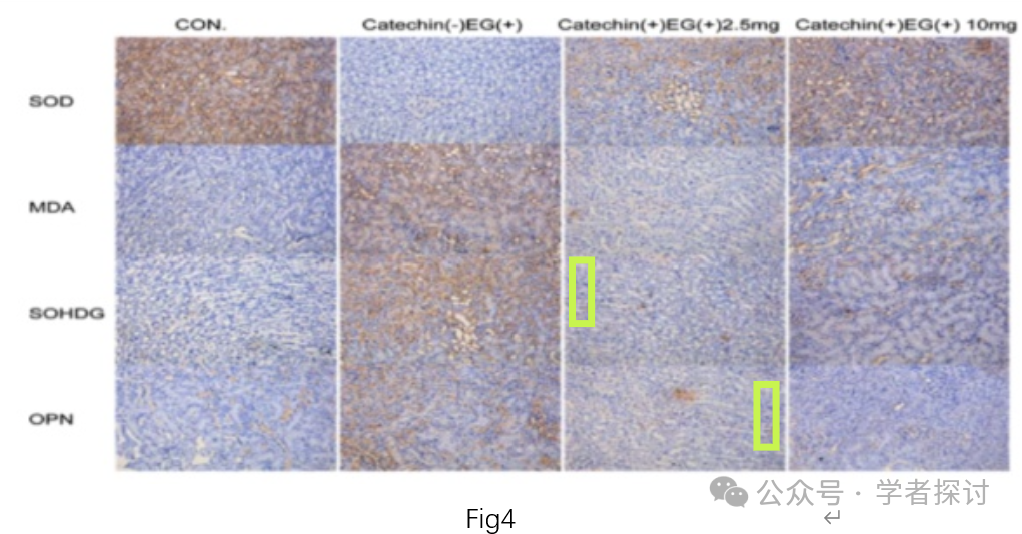 CON. Catechin(-)EG(+) Catechin(+)EG(+)2.5mg Catechin(+)EG(+) 10mg
SOD
MDA
SOHDG
OPN
公众号 · 学者探讨
Fig4